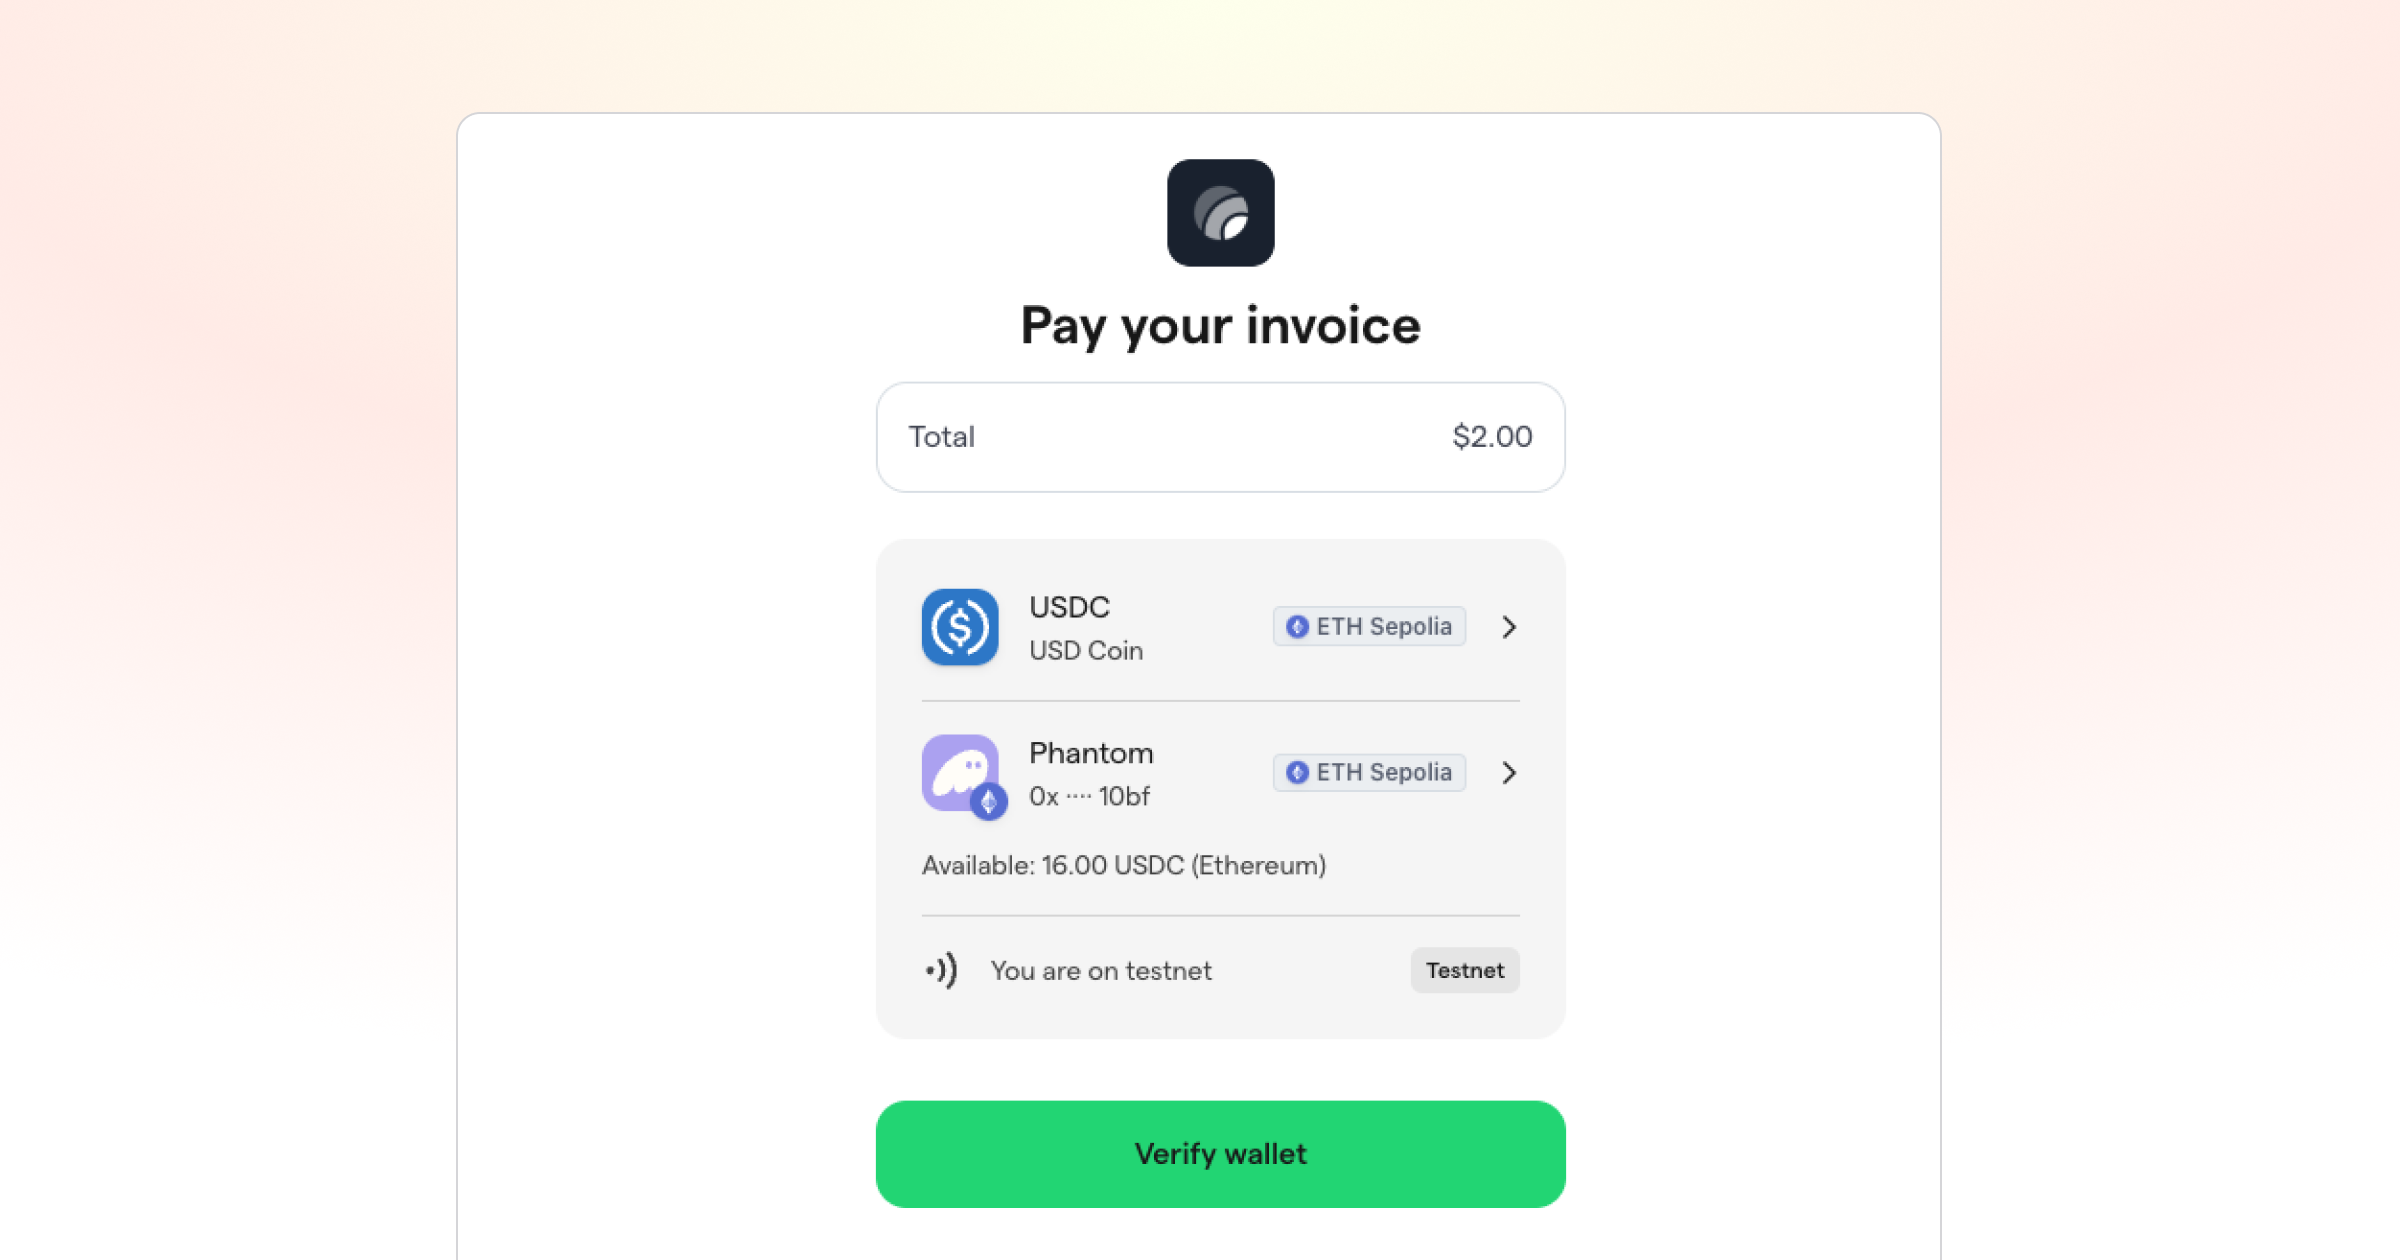 Pay your invoice
Total $2.00
USDC ETH Sepolia
USD Coin
Phantom ETH Sepolia
0x ···· 10bf
Available: 16.00 USDC (Ethereum)
You are on testnet Testnet
Verify wallet